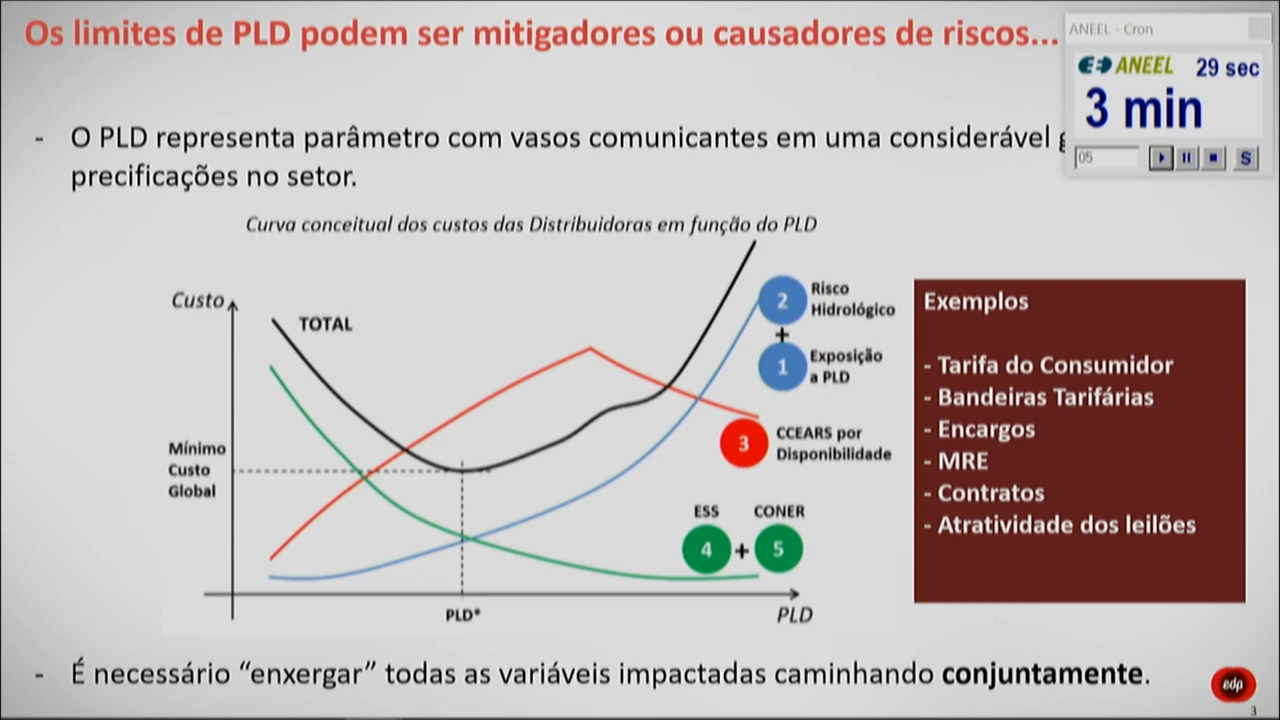 Os limites de PLD podem ser mitigadores ou causadores de riscos...
ANEEL - Cron
ANEEL 29 sec
3 min
05
S
- O PLD representa parâmetro com vasos comunicantes em uma considerável
precificações no setor.
Curva conceitual dos custos das Distribuidoras em função do PLD
Custo
TOTAL
2 Risco
Hidrológico
+
1 Exposição
a PLD
3 CCEARS por
Disponibilidade
Mínimo
Custo
Global
ESS CONER
4 + 5
PLD*
PLD
Exemplos
- Tarifa do Consumidor
- Bandeiras Tarifárias
- Encargos
- MRE
- Contratos
- Atratividade dos leilões
- É necessário “enxergar” todas as variáveis impactadas caminhando conjuntamente.
edp
3